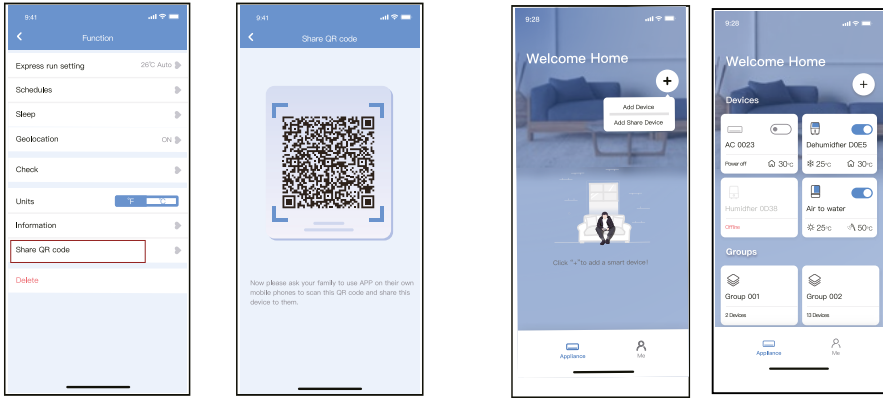 9:41
Function
Express run setting 26°C Auto
Schedules
Sleep
Geolocation ON
Check
Units °F °C
Information
Share QR code
Delete
9:41
Share QR code
Now please ask your family to use APP on their own
mobile phones to scan this QR code and share this
device to them.
9:28
Welcome Home
+
Add Device
Add Share Device
Click "+"to add a smart device!
Appliance Me
9:28
Welcome Home
+
Devices
AC 0023
Power off 30°C
Dehumidfier D0E5
25°C 30°C
Humidfier 0D38
Offline
Air to water
25°C 50°C
Groups
Group 001
2 Devices
Group 002
13 Devices
Appliance Me